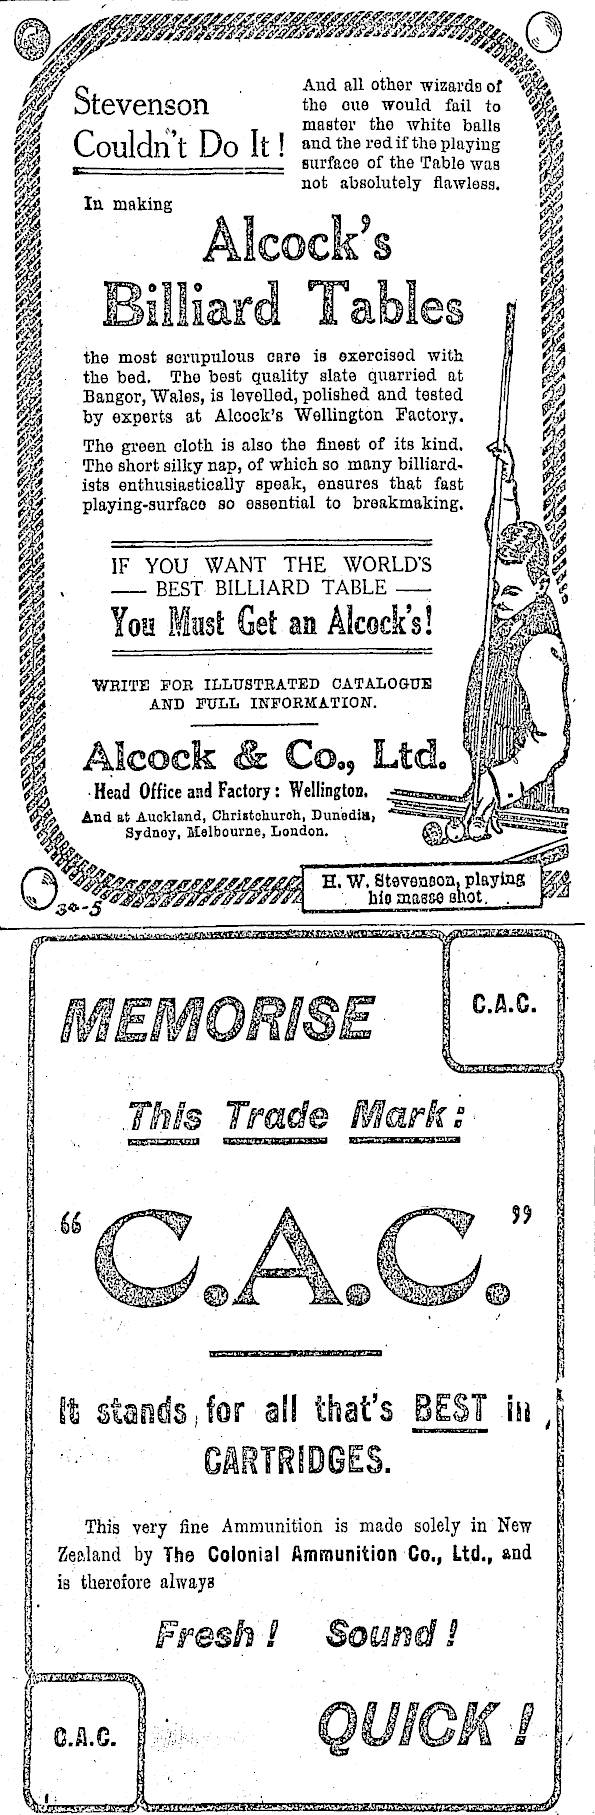 Stevenson
Couldn't Do It!
And all other wizards of
the cue would fail to
master the white balls
and the red if the playing
surface of the Table was
not absolutely flawless.
In making
Alcock's
Billiard Tables
the most scrupulous care is exercised with
the bed. The best quality slate quarried at
Bangor, Wales, is levelled, polished and tested
by experts at Alcock's Wellington Factory.
The green cloth is also the finest of its kind.
The short silky nap, of which so many billiard-
ists enthusiastically speak, ensures that fast
playing-surface so essential to breakmaking.
IF YOU WANT THE WORLD'S
BEST BILLIARD TABLE
You Must Get an Alcock's!
WRITE FOR ILLUSTRATED CATALOGUE
AND FULL INFORMATION.
Alcock & Co., Ltd.
Head Office and Factory: Wellington.
And at Auckland, Christchurch, Dunedin,
Sydney, Melbourne, London.
H. W. Stevenson, playing
his masse shot.
34-5
C.A.C.
MEMORISE
This Trade Mark:
"C.A.C."
It stands for all that's BEST in
CARTRIDGES.
This very fine Ammunition is made solely in New
Zealand by The Colonial Ammunition Co., Ltd., and
is therefore always
Fresh! Sound!
QUICK!
C.A.C.